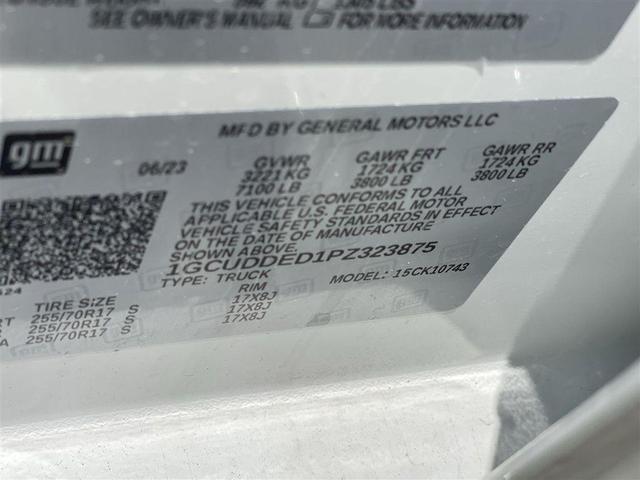 SEE OWNER'S MANUAL FOR MORE INFORMATION
MFD BY GENERAL MOTORS LLC
gm
06/23 GVWR GAWR FRT GAWR RR
3221 KG 1724 KG 1724 KG
7100 LB 3800 LB 3800 LB
THIS VEHICLE CONFORMS TO ALL
APPLICABLE U.S. FEDERAL MOTOR
VEHICLE SAFETY STANDARDS IN EFFECT
ON THE DATE OF MANUFACTURE
SHOWN ABOVE.
1GCUDDED1PZ323875
TYPE: TRUCK MODEL: 15CK10743
TIRE SIZE RIM
255/70R17 S 17X8J
255/70R17 S 17X8J
255/70R17 S 17X8J